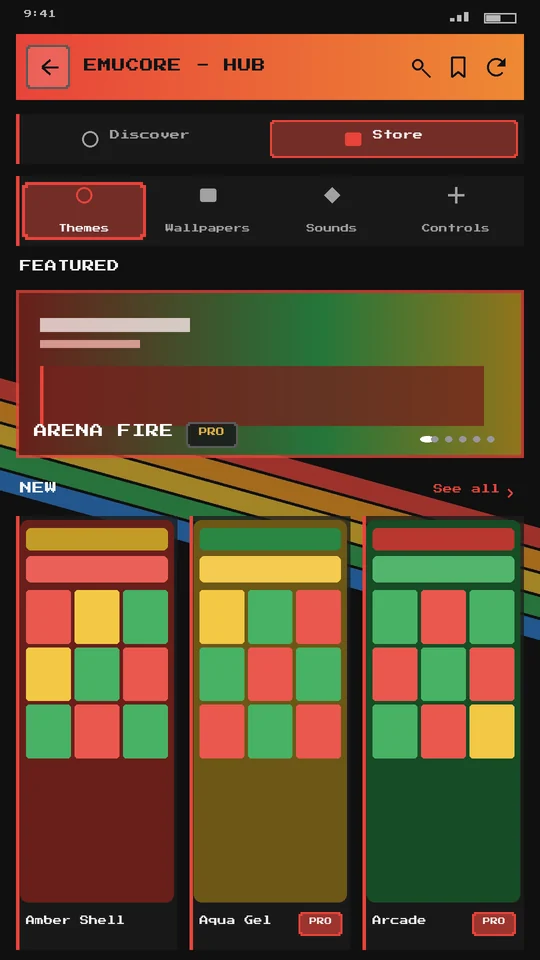 9:41
EMUCORE - HUB
Discover
Store
Themes
Wallpapers
Sounds
Controls
FEATURED
ARENA FIRE
PRO
NEW
See all
Amber Shell
Aqua Gel
PRO
Arcade
PRO